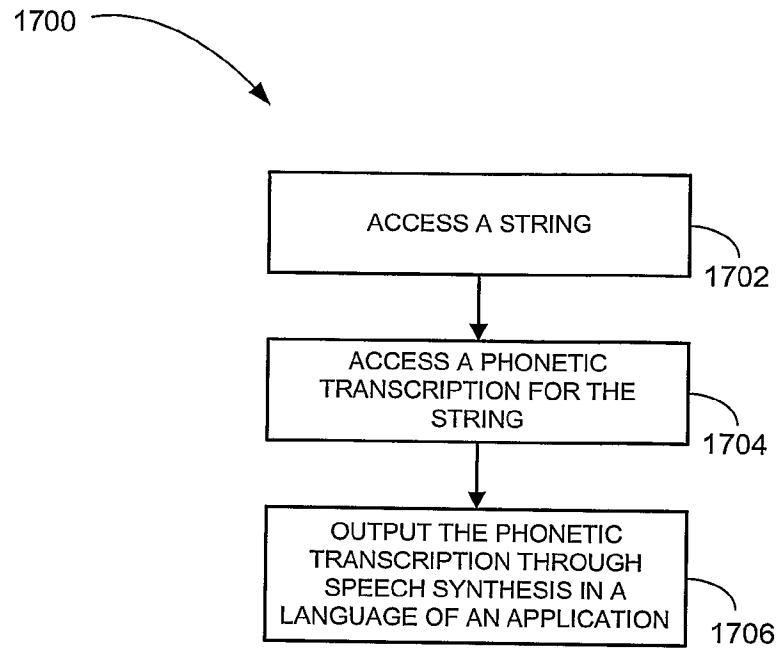 1700
ACCESS A STRING
1702
ACCESS A PHONETIC
TRANSCRIPTION FOR THE
STRING
1704
OUTPUT THE PHONETIC
TRANSCRIPTION THROUGH
SPEECH SYNTHESIS IN A
LANGUAGE OF AN APPLICATION
1706